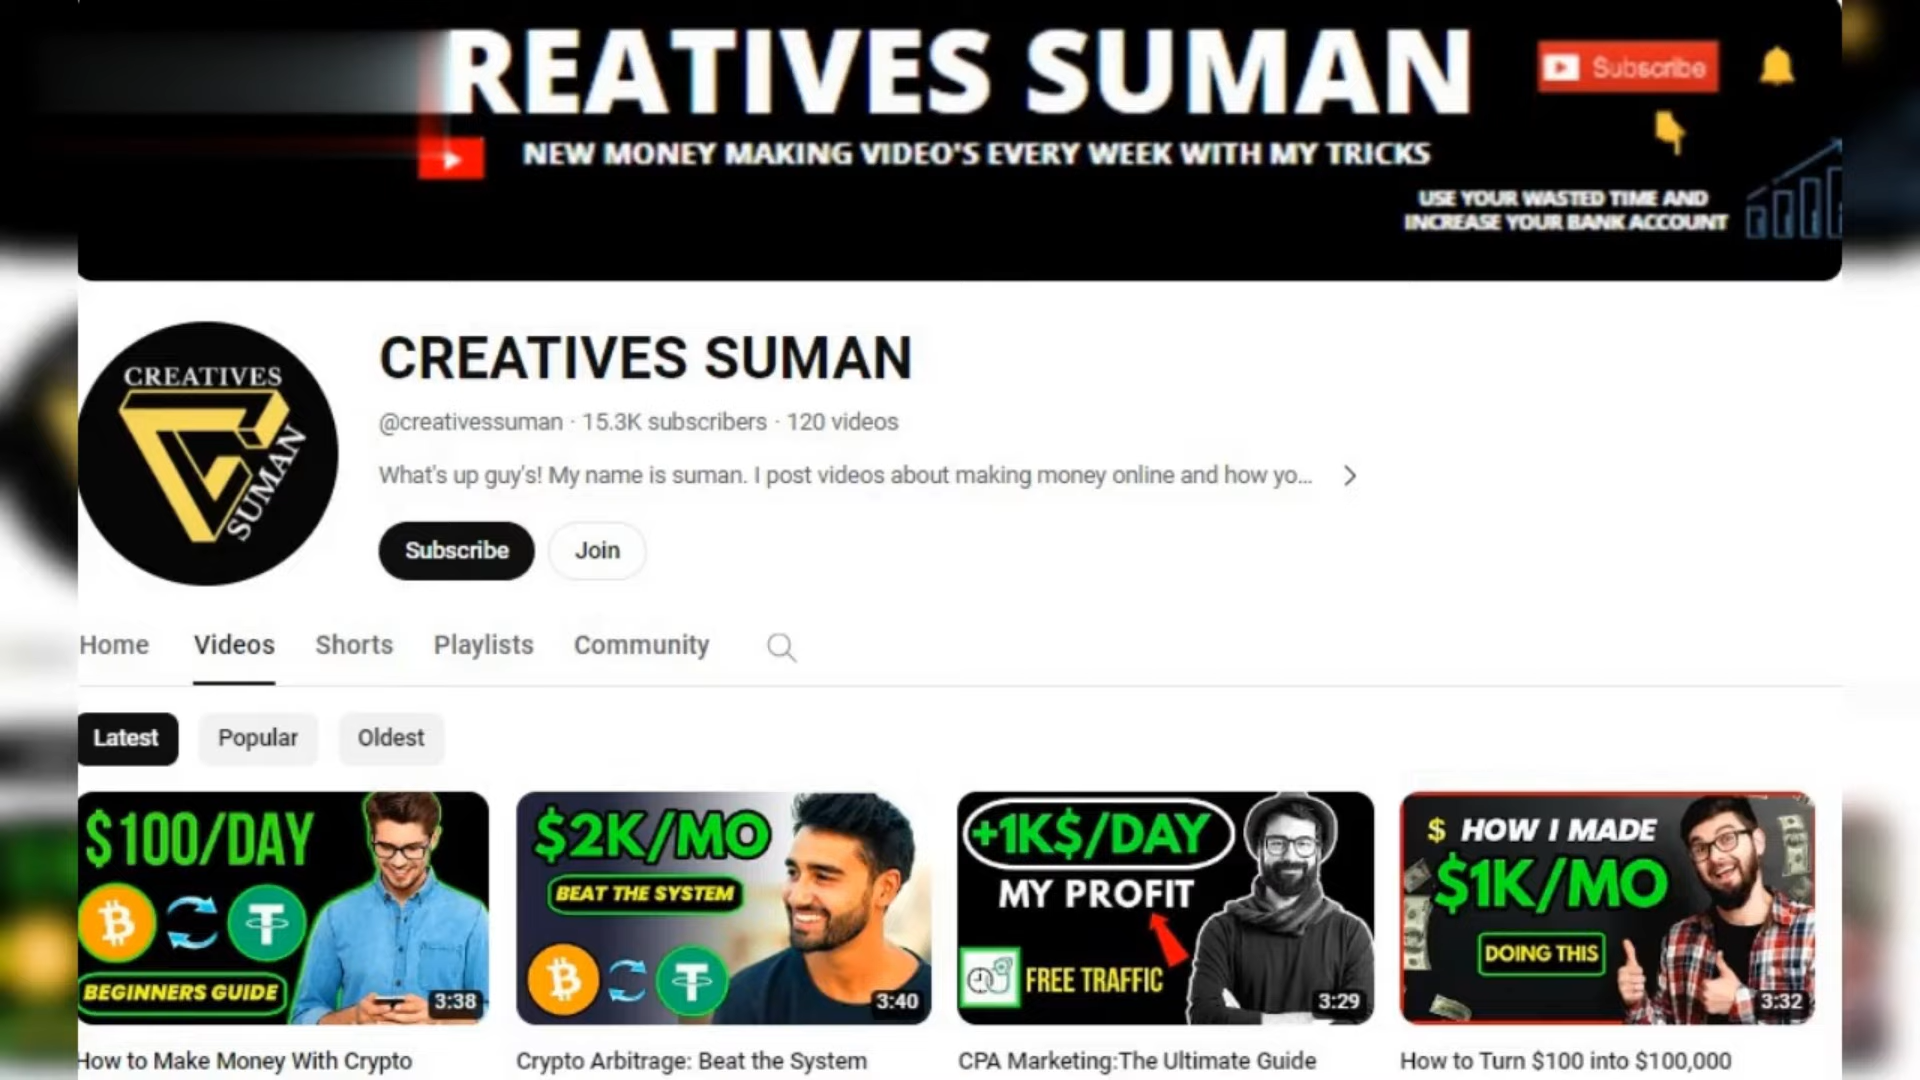 REATIVES SUMAN
Subscribe
NEW MONEY MAKING VIDEO'S EVERY WEEK WITH MY TRICKS
USE YOUR WASTED TIME AND
INCREASE YOUR BANK ACCOUNT
CREATIVES
SUMAN
CREATIVES SUMAN
@creativessuman · 15.3K subscribers · 120 videos
What's up guy's! My name is suman. I post videos about making money online and how yo...
Subscribe
Join
Home Videos Shorts Playlists Community
Latest Popular Oldest
$100/DAY
BEGINNERS GUIDE
3:38
$2K/MO
BEAT THE SYSTEM
3:40
+1K$/DAY
MY PROFIT
FREE TRAFFIC
3:29
$ HOW I MADE
$1K/MO
DOING THIS
3:32
How to Make Money With Crypto
Crypto Arbitrage: Beat the System
CPA Marketing:The Ultimate Guide
How to Turn $100 into $100,000